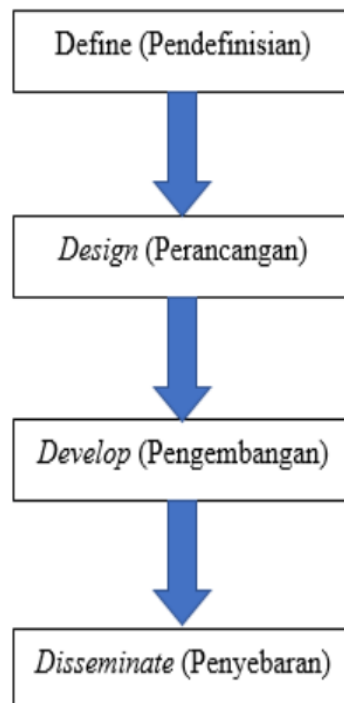 Define (Pendefinisian)
Design (Perancangan)
Develop (Pengembangan)
Disseminate (Penyebaran)